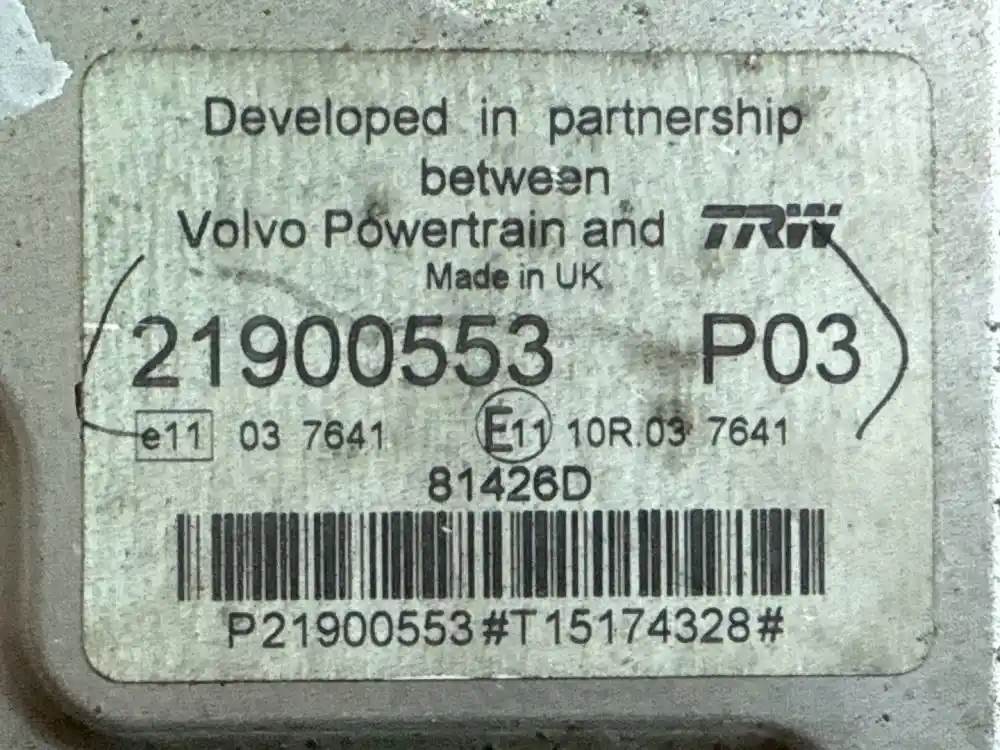 Developed in partnership
between
Volvo Powertrain and TRW
Made in UK
21900553 P03
e11 03 7641 E11 10R.03 7641
81426D
P21900553#T15174328#